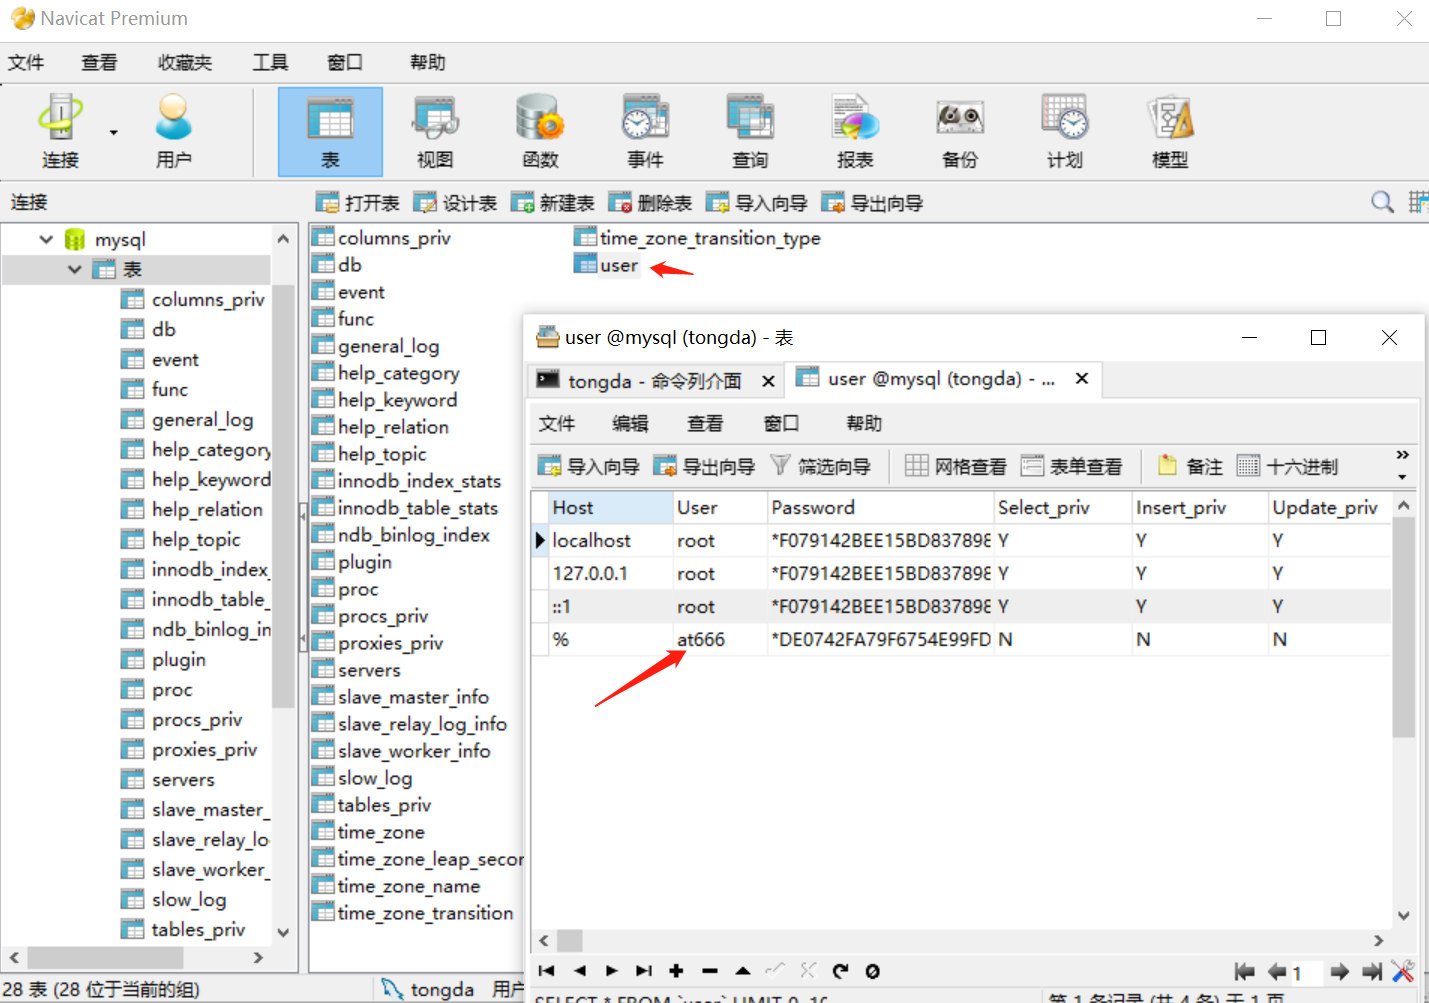 Navicat Premium
文件 查看 收藏夹 工具 窗口 帮助
连接 用户 表 视图 函数 事件 查询 报表 备份 计划 模型
连接
打开表 设计表 新建表 删除表 导入向导 导出向导
mysql
表
columns_priv
db
event
func
general_log
help_category
help_keyword
help_relation
help_topic
innodb_index_
innodb_table_
ndb_binlog_in
plugin
proc
procs_priv
proxies_priv
servers
slave_master_
slave_relay_lo
slave_worker_
slow_log
tables_priv
columns_priv
db
event
func
general_log
help_category
help_keyword
help_relation
help_topic
innodb_index_stats
innodb_table_stats
ndb_binlog_index
plugin
proc
procs_priv
proxies_priv
servers
slave_master_info
slave_relay_log_info
slave_worker_info
slow_log
tables_priv
time_zone
time_zone_leap_secor
time_zone_name
time_zone_transition
time_zone_transition_type
user
user @mysql (tongda) - 表
tongda - 命令列介面
user @mysql (tongda) - ...
文件 编辑 查看 窗口 帮助
导入向导 导出向导 筛选向导 网格查看 表单查看 备注 十六进制
Host User Password Select_priv Insert_priv Update_priv
localhost root *F079142BEE15BD837898 Y Y Y
127.0.0.1 root *F079142BEE15BD837898 Y Y Y
::1 root *F079142BEE15BD837898 Y Y Y
% at666 *DE0742FA79F6754E99FD N N N
1
SELECT * FROM `user` LIMIT 0, 10
第 1 条记录 (共 4 条) 于 1 页
28 表 (28 位于当前的组)
tongda 用户